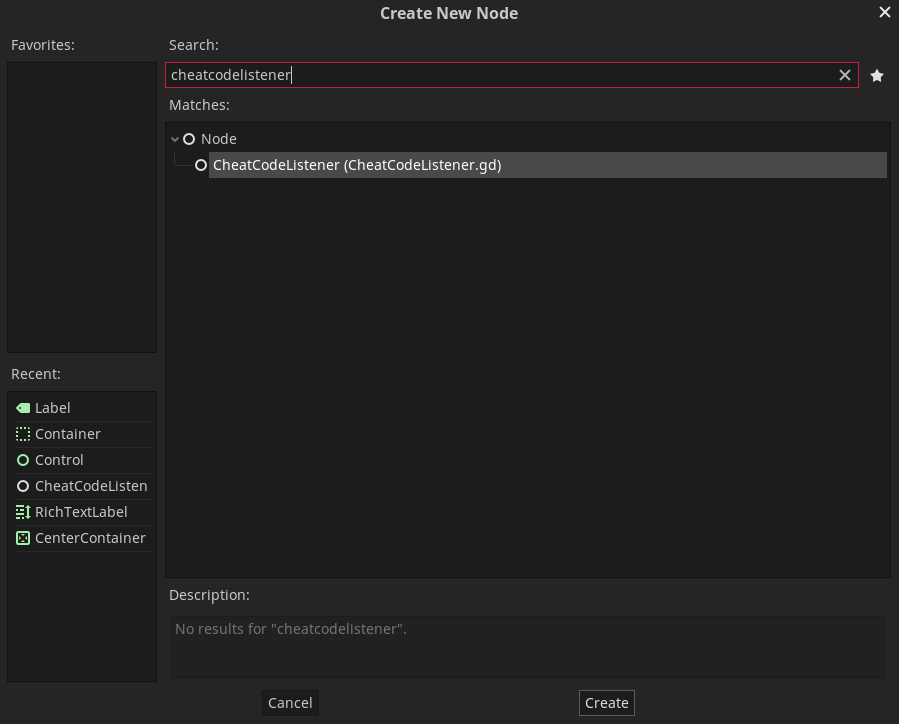 Create New Node
Favorites:
Search:
cheatcodelistener
Matches:
Node
CheatCodeListener (CheatCodeListener.gd)
Recent:
Label
Container
Control
CheatCodeListen
RichTextLabel
CenterContainer
Description:
No results for "cheatcodelistener".
Cancel
Create